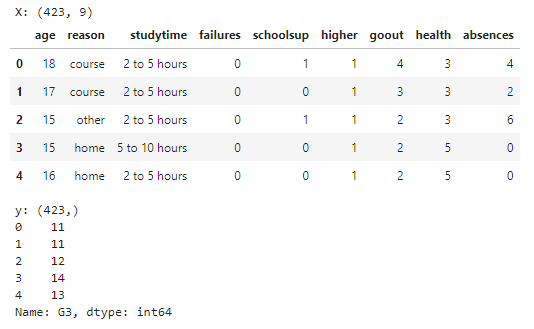 X: (423, 9)
age reason studytime failures schoolsup higher goout health absences
0 18 course 2 to 5 hours 0 1 1 4 3 4
1 17 course 2 to 5 hours 0 0 1 3 3 2
2 15 other 2 to 5 hours 0 1 1 2 3 6
3 15 home 5 to 10 hours 0 0 1 2 5 0
4 16 home 2 to 5 hours 0 0 1 2 5 0
y: (423,)
0 11
1 11
2 12
3 14
4 13
Name: G3, dtype: int64